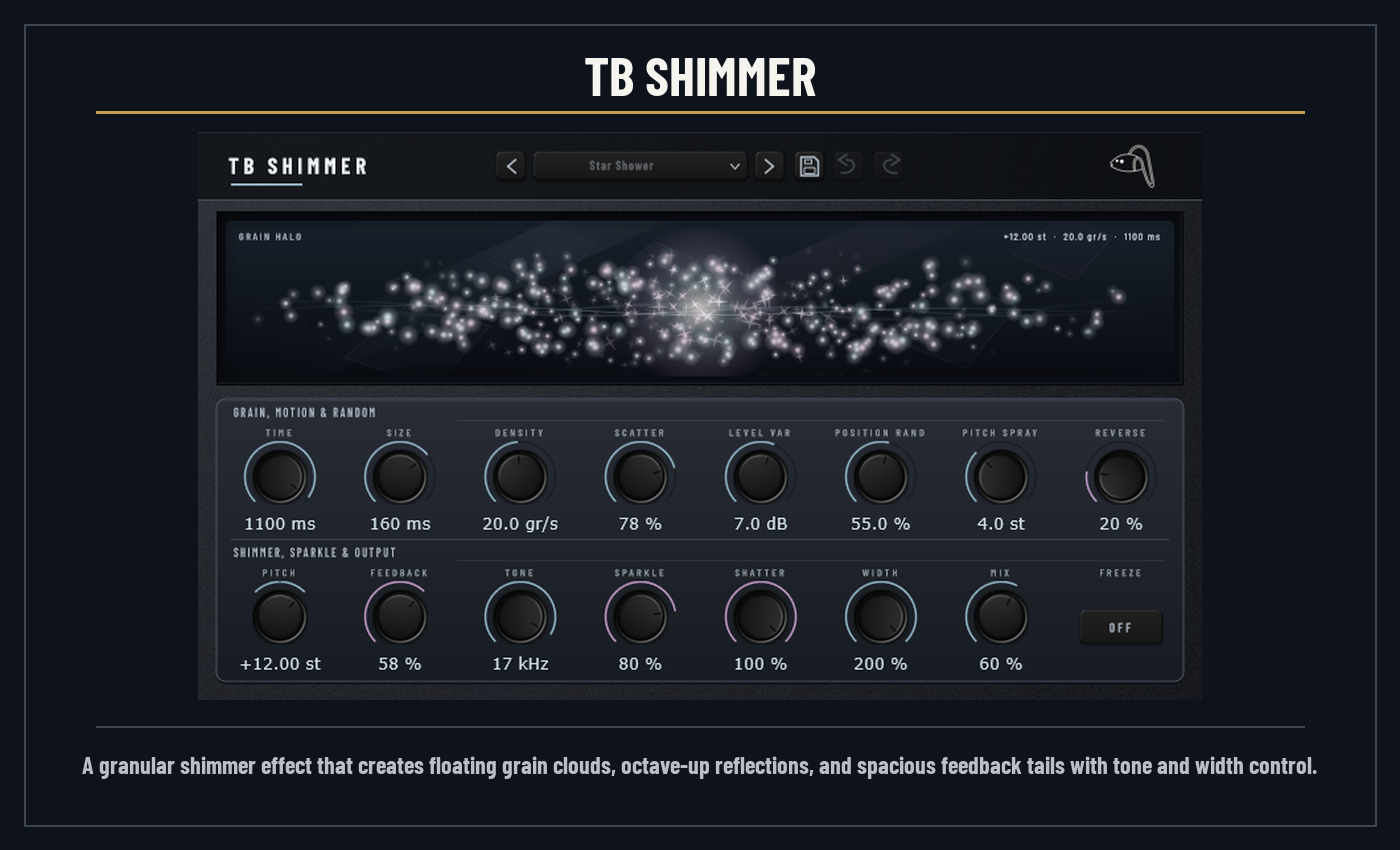 TB SHIMMER
TB SHIMMER
Star Shower
GRAIN HALO
+12.00 st · 20.0 gr/s · 1100 ms
GRAIN, MOTION & RANDOM
TIME SIZE DENSITY SCATTER LEVEL VAR POSITION RAND PITCH SPRAY REVERSE
1100 ms 160 ms 20.0 gr/s 78 % 7.0 dB 55.0 % 4.0 st 20 %
SHIMMER, SPARKLE & OUTPUT
PITCH FEEDBACK TONE SPARKLE SHATTER WIDTH MIX FREEZE
OFF
+12.00 st 58 % 17 kHz 80 % 100 % 200 % 60 %
A granular shimmer effect that creates floating grain clouds, octave-up reflections, and spacious feedback tails with tone and width control.